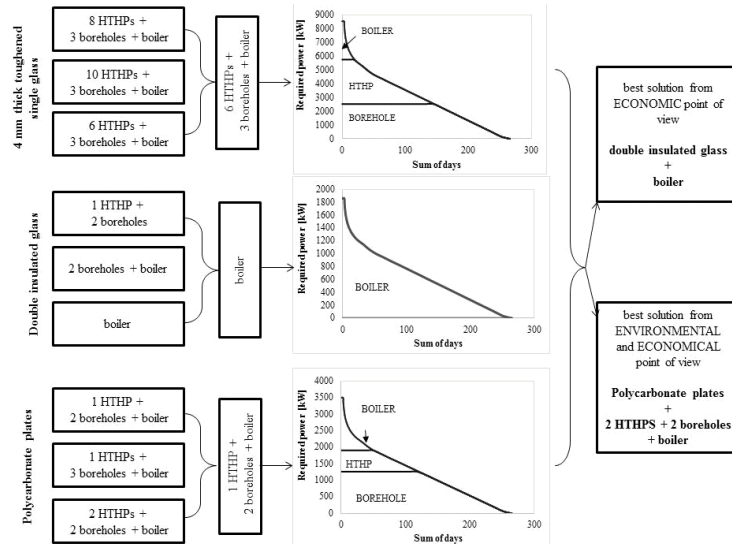 4 mm thick toughened
single glass
8 HTHPs +
3 boreholes + boiler
10 HTHPs +
3 boreholes + boiler
6 HTHPs +
3 boreholes + boiler
6 HTHPs +
3 boreholes + boiler
Required power [kW]
9000
8000
7000
6000
5000
4000
3000
2000
1000
0
BOILER
HTHP
BOREHOLE
0
100
200
300
Sum of days
Double insulated glass
1 HTHP +
2 boreholes
2 boreholes + boiler
boiler
boiler
Required power [kW]
2000
1800
1600
1400
1200
1000
800
600
400
200
0
BOILER
0
100
200
300
Sum of days
Polycarbonate plates
1 HTHP +
2 boreholes + boiler
1 HTHPs +
3 boreholes + boiler
2 HTHPs +
2 boreholes + boiler
1 HTHP +
2 boreholes + boiler
Required power [kW]
4000
3500
3000
2500
2000
1500
1000
500
0
BOILER
HTHP
BOREHOLE
0
100
200
300
Sum of days
best solution from
ECONOMIC point of
view
double insulated glass
+
boiler
best solution from
ENVIRONMENTAL
and ECONOMICAL
point of view
Polycarbonate plates
+
2 HTHPS + 2 boreholes
+ boiler